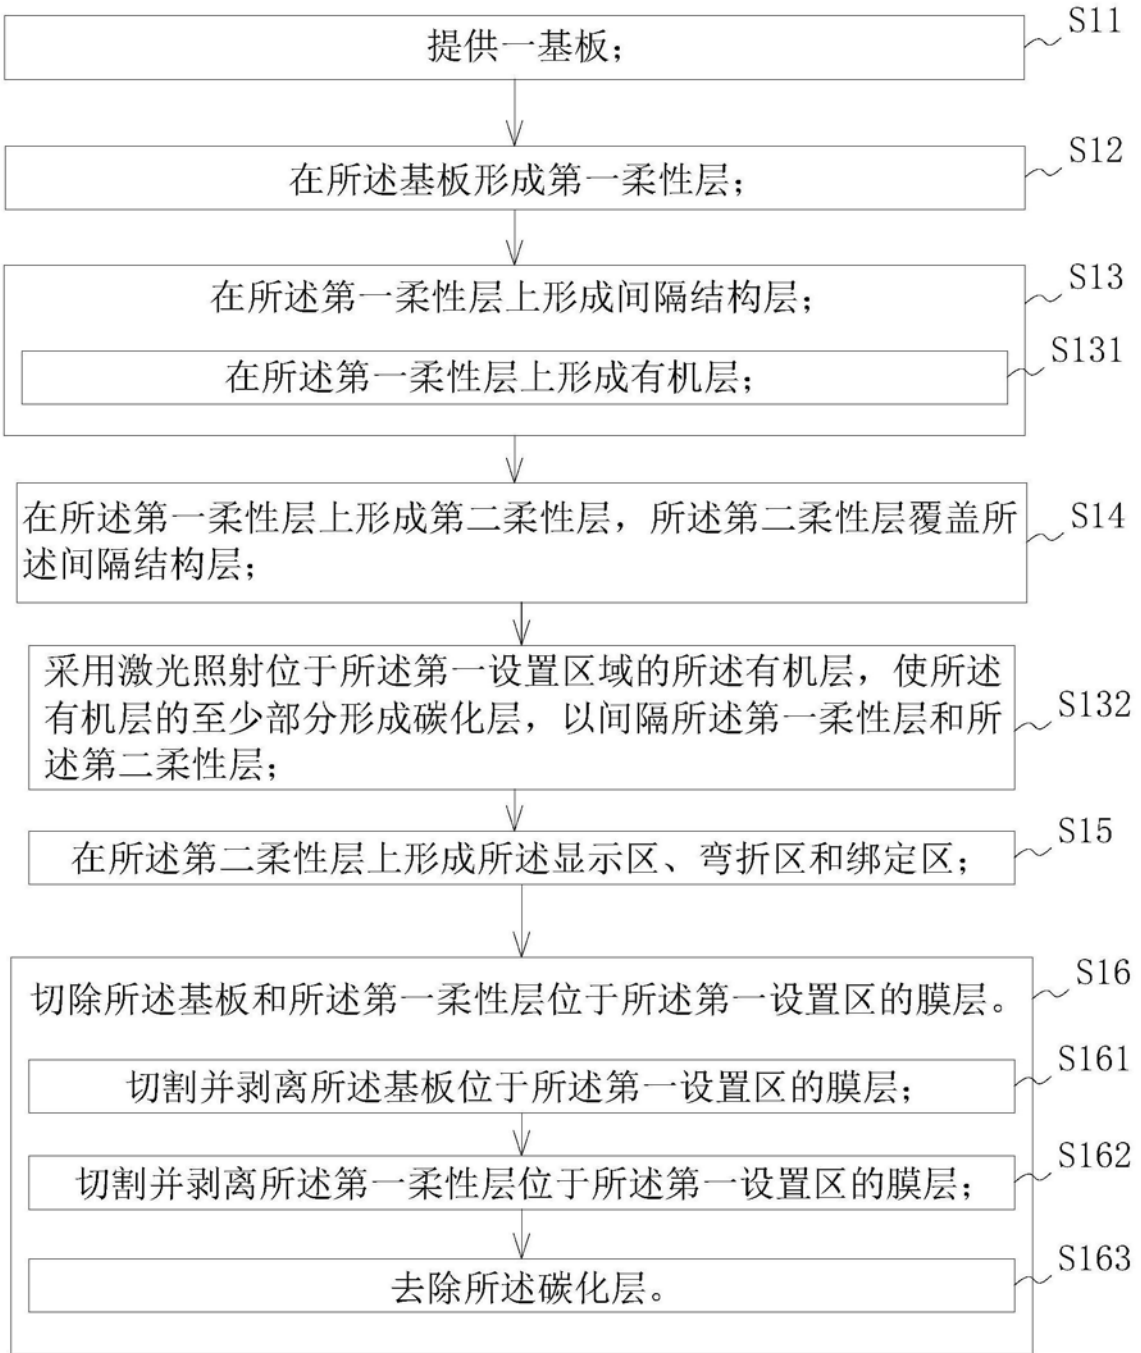 S11
提供一基板；
S12
在所述基板形成第一柔性层；
S13
在所述第一柔性层上形成间隔结构层；
S131
在所述第一柔性层上形成有机层；
S14
在所述第一柔性层上形成第二柔性层，所述第二柔性层覆盖所
述间隔结构层；
采用激光照射位于所述第一设置区域的所述有机层，使所述
有机层的至少部分形成碳化层，以间隔所述第一柔性层和所
述第二柔性层；
S132
S15
在所述第二柔性层上形成所述显示区、弯折区和绑定区；
S16
切除所述基板和所述第一柔性层位于所述第一设置区的膜层。
S161
切割并剥离所述基板位于所述第一设置区的膜层；
S162
切割并剥离所述第一柔性层位于所述第一设置区的膜层；
S163
去除所述碳化层。